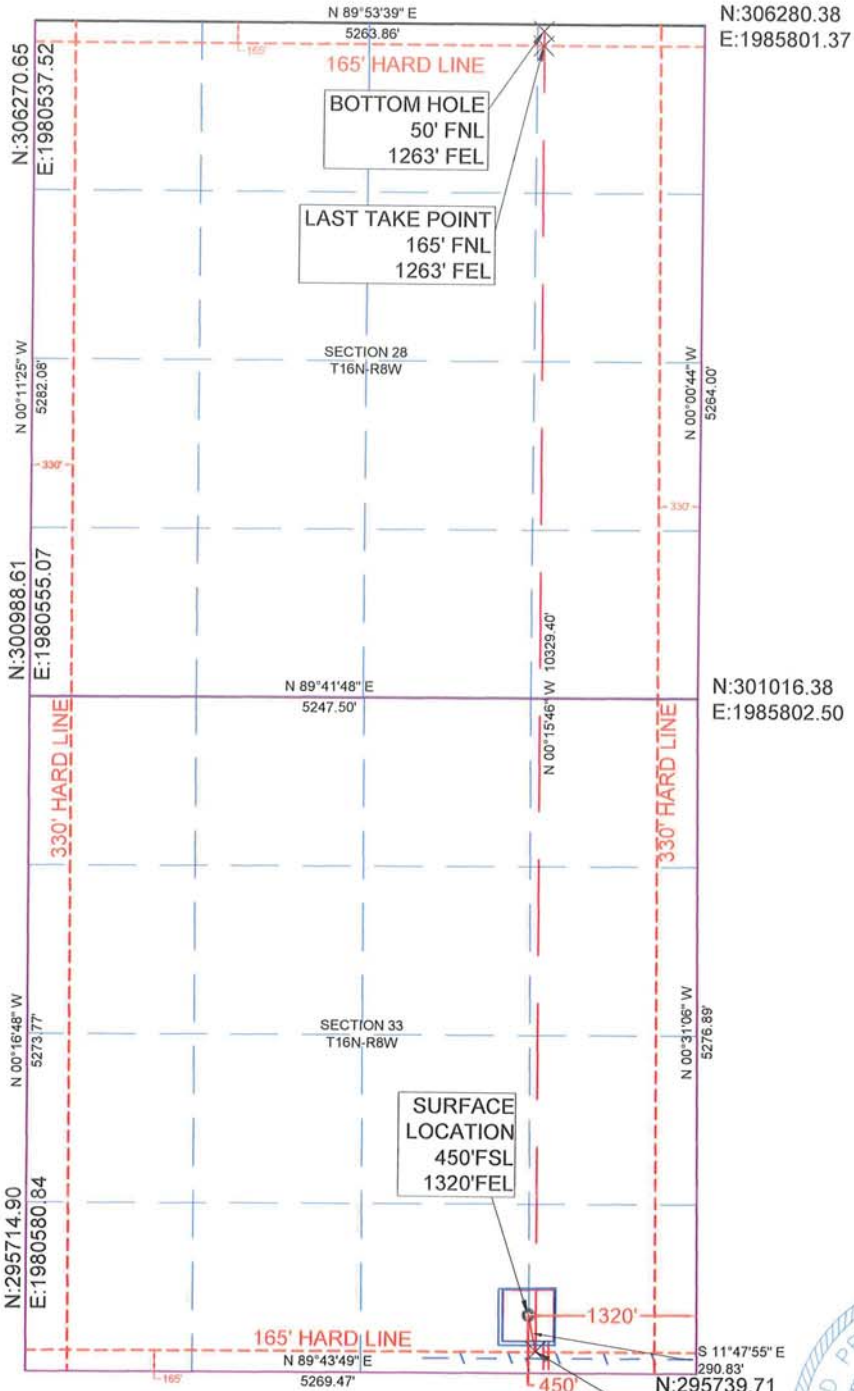 N 89°53'39" E
5263.86'
N:306280.38
E:1985801.37
N:306270.65
E:1980537.52
165'
165' HARD LINE
BOTTOM HOLE
50' FNL
1263' FEL
LAST TAKE POINT
165' FNL
1263' FEL
SECTION 28
T16N-R8W
N 00°11'25" W
5282.08'
N 00°00'44" W
5264.00'
330'
330'
N:300988.61
E:1980555.07
N 00°15'46" W 10329.40'
N 89°41'48" E
5247.50'
N:301016.38
E:1985802.50
330' HARD LINE
330' HARD LINE
SECTION 33
T16N-R8W
N 00°16'48" W
5273.77'
N 00°31'06" W
5276.89'
SURFACE
LOCATION
450'FSL
1320'FEL
N:295714.90
E:1980580.84
1320'
165' HARD LINE
N 89°43'49" E
5269.47'
165'
450'
S 11°47'55" E
290.83'
N:295739.71